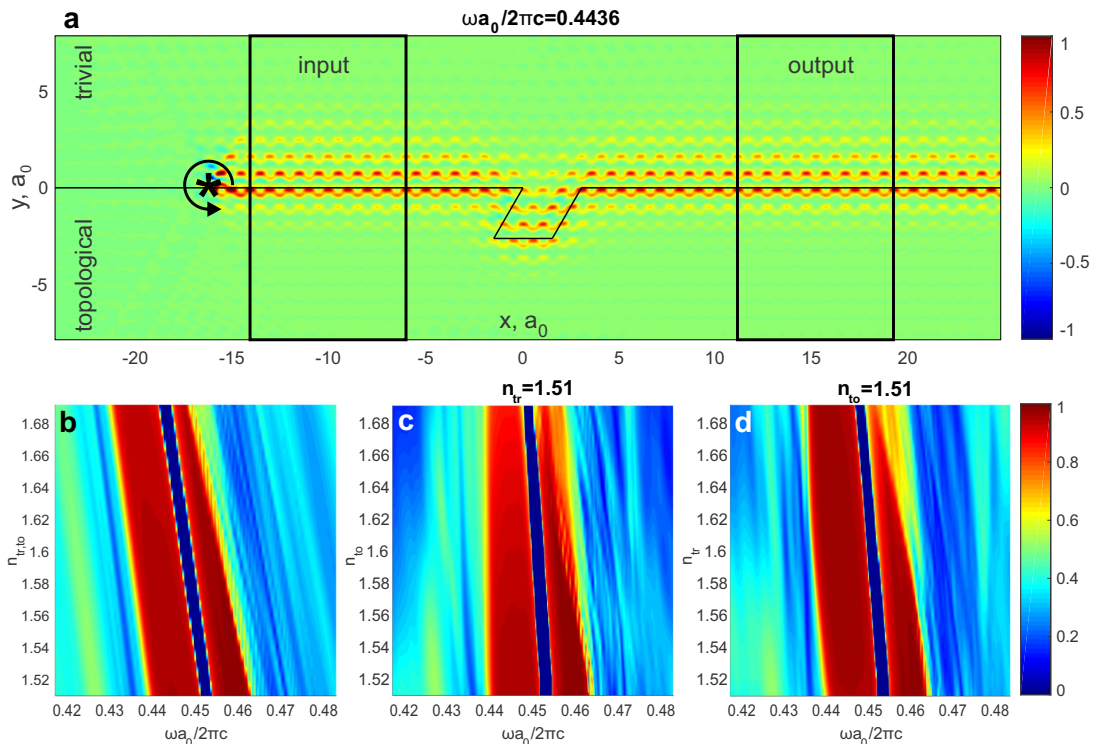 a
ωa₀/2πc=0.4436
trivial
topological
input
output
*
y, a₀
x, a₀
5
0
-5
-20 -15 -10 -5 0 5 10 15 20
1
0.5
0
-0.5
-1
b
n_tr,to
1.68
1.66
1.64
1.62
1.6
1.58
1.56
1.54
1.52
0.42 0.43 0.44 0.45 0.46 0.47 0.48
ωa₀/2πc
n_tr=1.51
c
n_to
1.68
1.66
1.64
1.62
1.6
1.58
1.56
1.54
1.52
0.42 0.43 0.44 0.45 0.46 0.47 0.48
ωa₀/2πc
n_to=1.51
d
n_tr
1.68
1.66
1.64
1.62
1.6
1.58
1.56
1.54
1.52
0.42 0.43 0.44 0.45 0.46 0.47 0.48
ωa₀/2πc
1
0.8
0.6
0.4
0.2
0